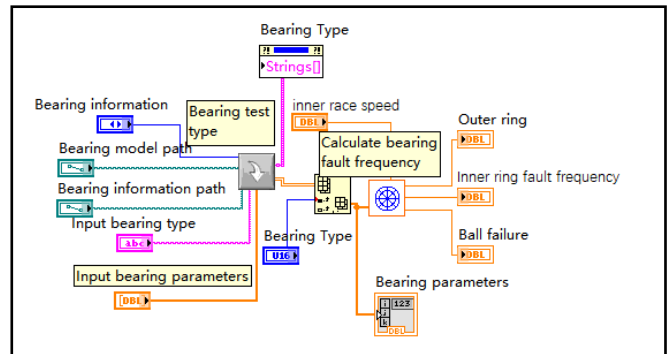 Bearing Type
?! ?!
Strings[]
Bearing information
Bearing test
type
inner race speed
DBL
Outer ring
DBL
Bearing model path
Calculate bearing
fault frequency
Bearing information path
Inner ring fault frequency
DBL
Input bearing type
abc
Bearing Type
U16
Ball failure
DBL
Input bearing parameters
[DBL]
Bearing parameters
i 123
j
k
DBL